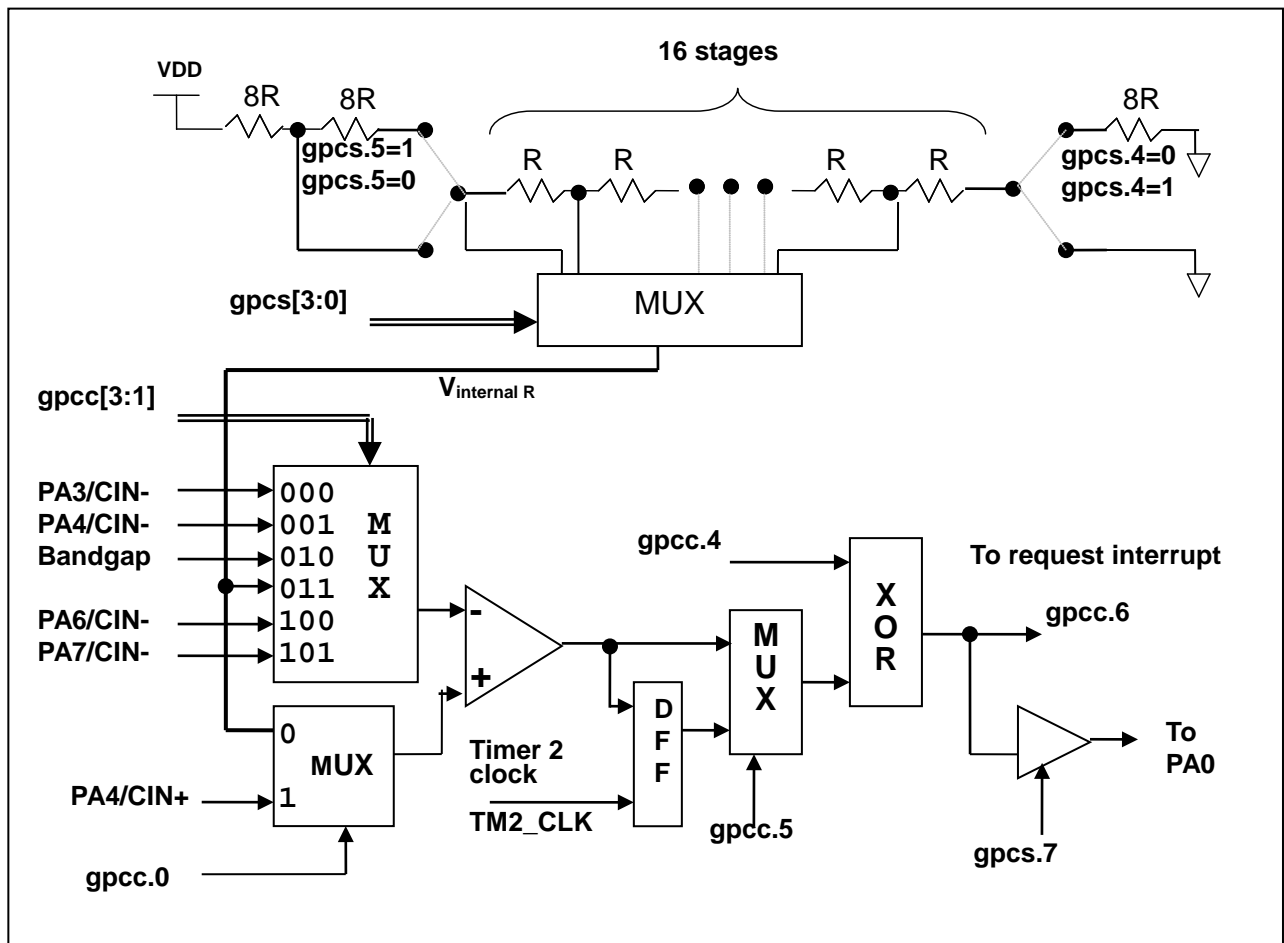 16 stages
VDD
8R
8R
8R
gpcs.5=1
gpcs.5=0
R
R
R
R
gpcs.4=0
gpcs.4=1
MUX
gpcs[3:0]
Vinternal R
gpcc[3:1]
PA3/CIN-
PA4/CIN-
Bandgap
PA6/CIN-
PA7/CIN-
000
001
010
011
100
101
M
U
X
-
+
gpcc.4
X
O
R
To request interrupt
gpcc.6
M
U
X
D
F
F
0
1
MUX
PA4/CIN+
gpcc.0
Timer 2
clock
TM2_CLK
gpcc.5
To
PA0
gpcs.7